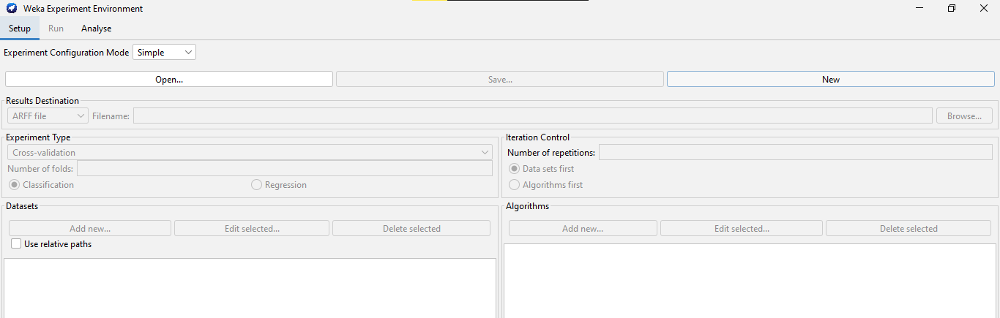 Weka Experiment Environment
Setup Run Analyse
Experiment Configuration Mode Simple
Open... Save... New
Results Destination
ARFF file Filename: Browse...
Experiment Type
Cross-validation
Number of folds:
Classification Regression
Iteration Control
Number of repetitions:
Data sets first
Algorithms first
Datasets
Add new... Edit selected... Delete selected
Use relative paths
Algorithms
Add new... Edit selected... Delete selected